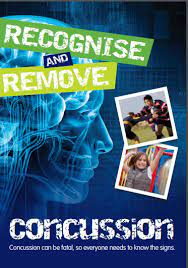 RECOGNISE
AND
REMOVE
concussion
Concussion can be fatal, so everyone needs to know the signs.